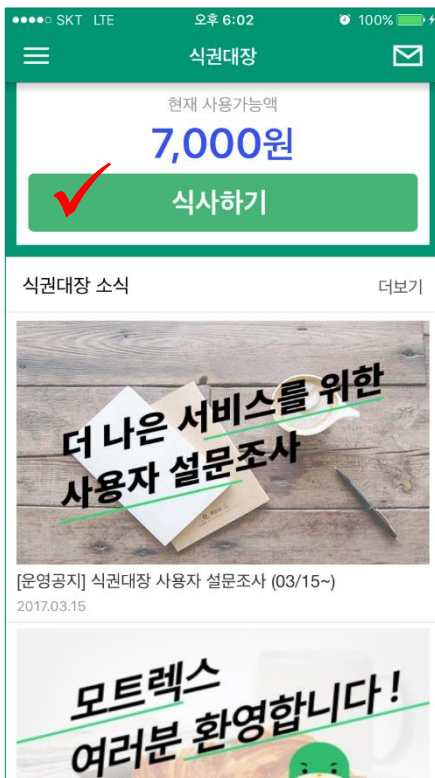 SKT LTE 오후 6:02 100%
식권대장
현재 사용가능액
7,000원
식사하기
식권대장 소식 더보기
더 나은 서비스를 위한
사용자 설문조사
[운영공지] 식권대장 사용자 설문조사 (03/15~)
2017.03.15
모트렉스
여러분 환영합니다!